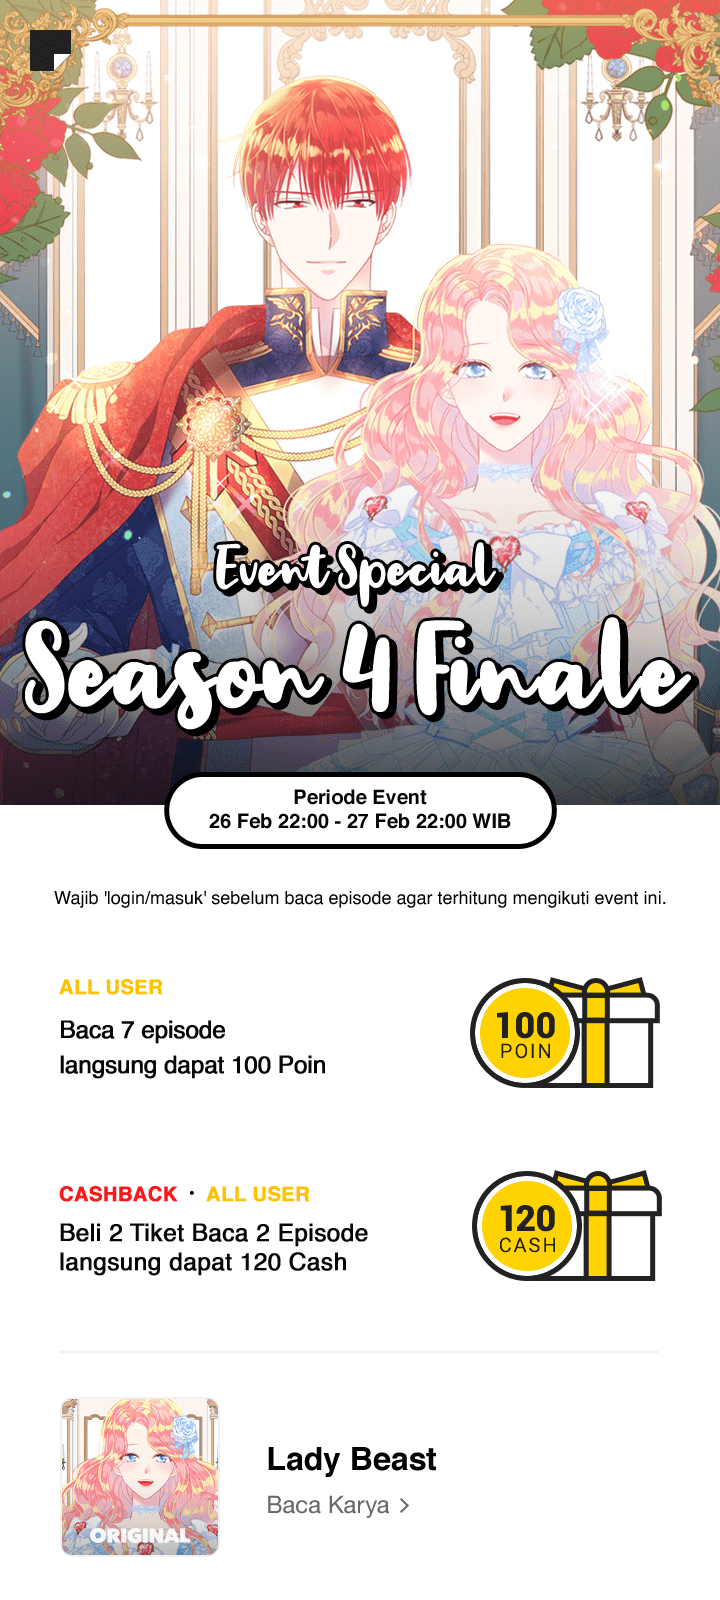 Event Special
Season 4 Finale
Periode Event
26 Feb 22:00 - 27 Feb 22:00 WIB
Wajib 'login/masuk' sebelum baca episode agar terhitung mengikuti event ini.
ALL USER
Baca 7 episode
langsung dapat 100 Poin
100
POIN
CASHBACK · ALL USER
Beli 2 Tiket Baca 2 Episode
langsung dapat 120 Cash
120
CASH
ORIGINAL
Lady Beast
Baca Karya >